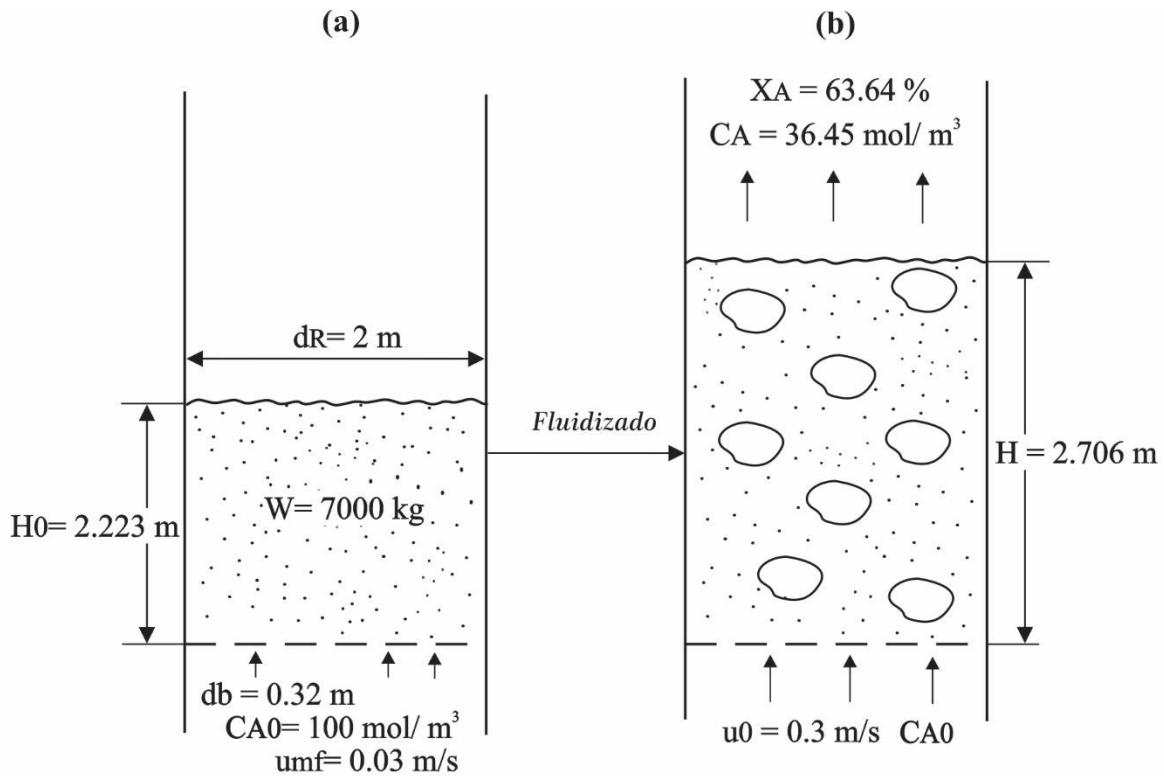 (a)
(b)
XA = 63.64 %
CA = 36.45 mol/ m³
dR= 2 m
Fluidizado
H0= 2.223 m
W= 7000 kg
H = 2.706 m
db = 0.32 m
CA0= 100 mol/ m³
umf= 0.03 m/s
u0 = 0.3 m/s CA0